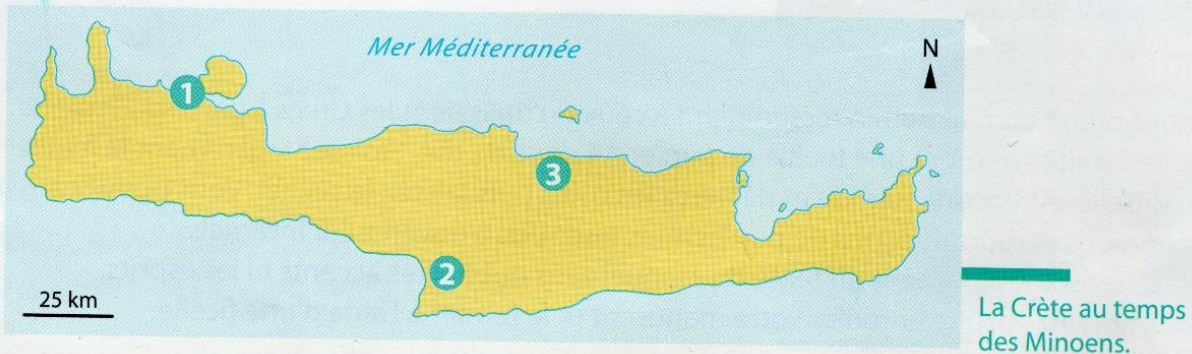 Mer Méditerranée
N
1
3
2
25 km
La Crète au temps
des Minoens.